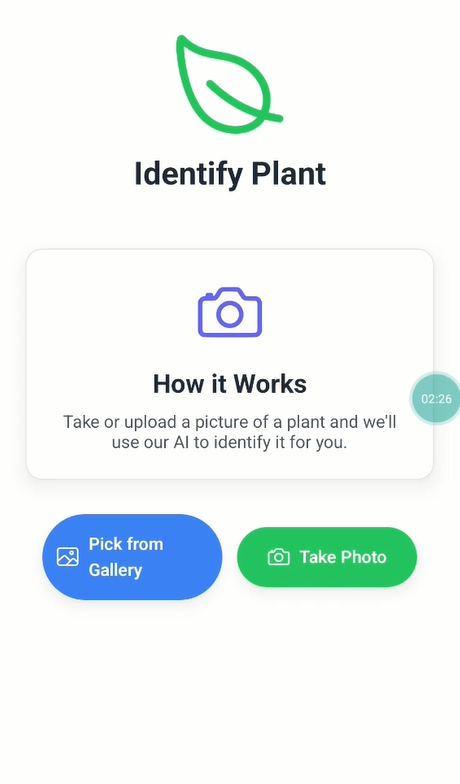 Identify Plant
How it Works
Take or upload a picture of a plant and we'll
use our AI to identify it for you.
02:26
Pick from
Gallery
Take Photo